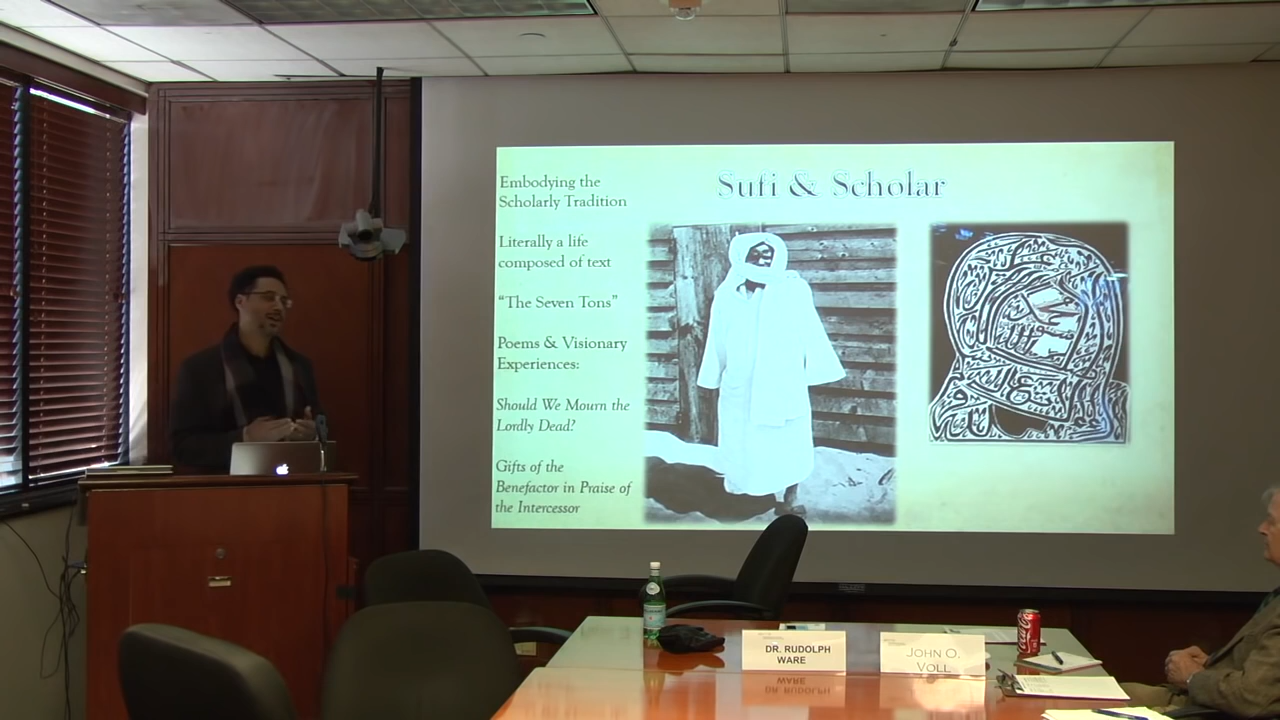 Sufi & Scholar
Embodying the
Scholarly Tradition
Literally a life
composed of text
“The Seven Tons”
Poems & Visionary
Experiences:
Should We Mourn the
Lordly Dead?
Gifts of the
Benefactor in Praise of
the Intercessor
DR. RUDOLPH
WARE
JOHN O.
VOLL